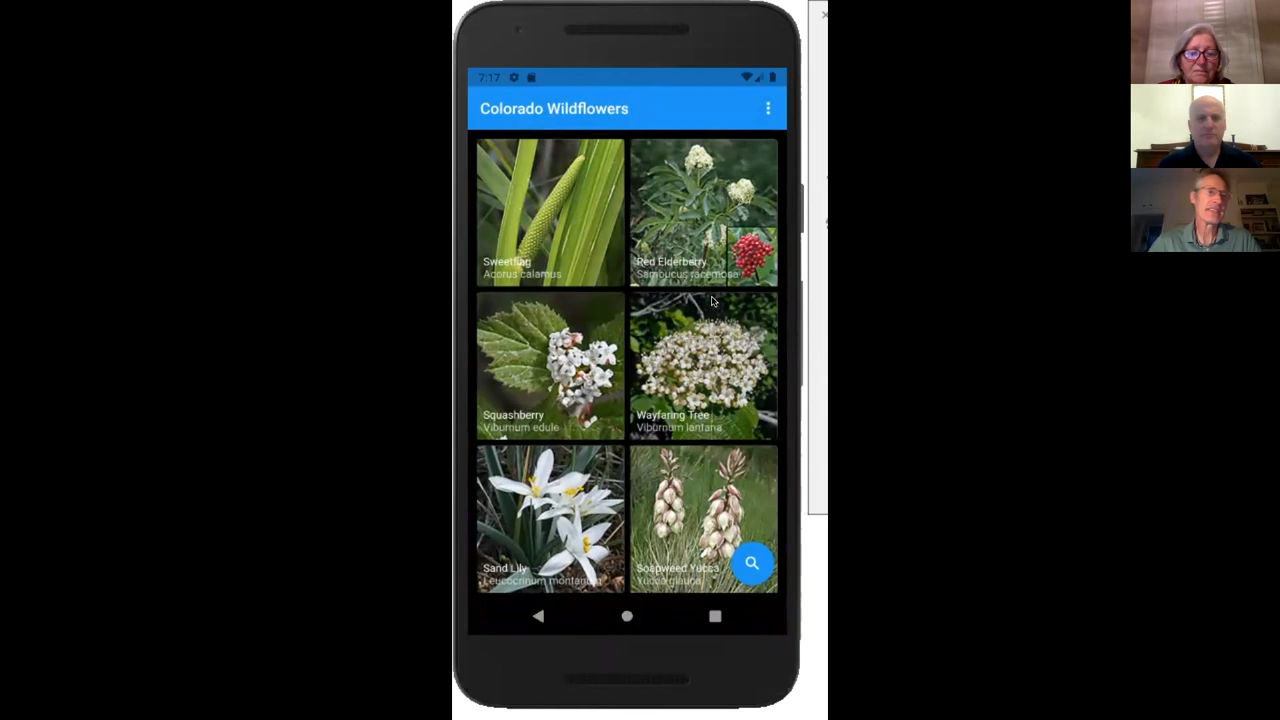 7:17
Colorado Wildflowers
Sweetflag
Acorus calamus
Red Elderberry
Sambucus racemosa
Squashberry
Viburnum edule
Wayfaring Tree
Viburnum lantana
Sand Lily
Leucocrinum montanum
Soapweed Yucca
Yucca glauca